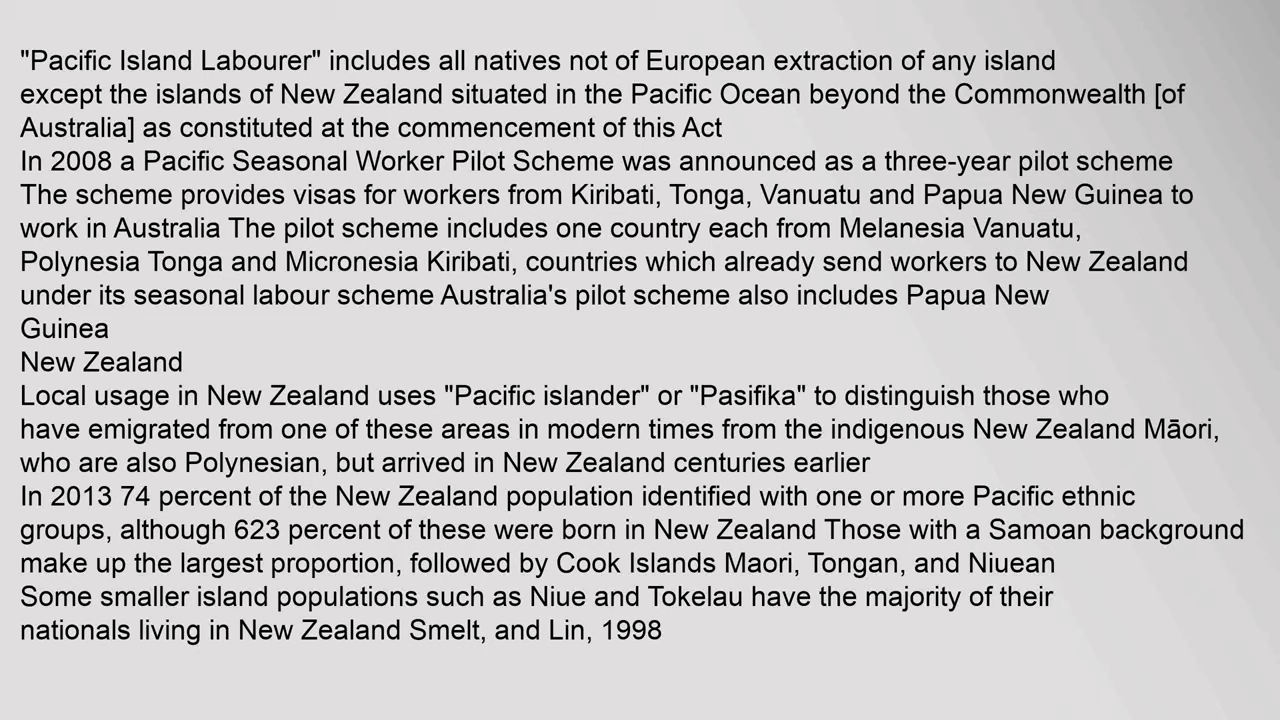 "Pacific Island Labourer" includes all natives not of European extraction of any island
except the islands of New Zealand situated in the Pacific Ocean beyond the Commonwealth [of
Australia] as constituted at the commencement of this Act
In 2008 a Pacific Seasonal Worker Pilot Scheme was announced as a three-year pilot scheme
The scheme provides visas for workers from Kiribati, Tonga, Vanuatu and Papua New Guinea to
work in Australia The pilot scheme includes one country each from Melanesia Vanuatu,
Polynesia Tonga and Micronesia Kiribati, countries which already send workers to New Zealand
under its seasonal labour scheme Australia's pilot scheme also includes Papua New
Guinea
New Zealand
Local usage in New Zealand uses "Pacific islander" or "Pasifika" to distinguish those who
have emigrated from one of these areas in modern times from the indigenous New Zealand Māori,
who are also Polynesian, but arrived in New Zealand centuries earlier
In 2013 74 percent of the New Zealand population identified with one or more Pacific ethnic
groups, although 623 percent of these were born in New Zealand Those with a Samoan background
make up the largest proportion, followed by Cook Islands Maori, Tongan, and Niuean
Some smaller island populations such as Niue and Tokelau have the majority of their
nationals living in New Zealand Smelt, and Lin, 1998